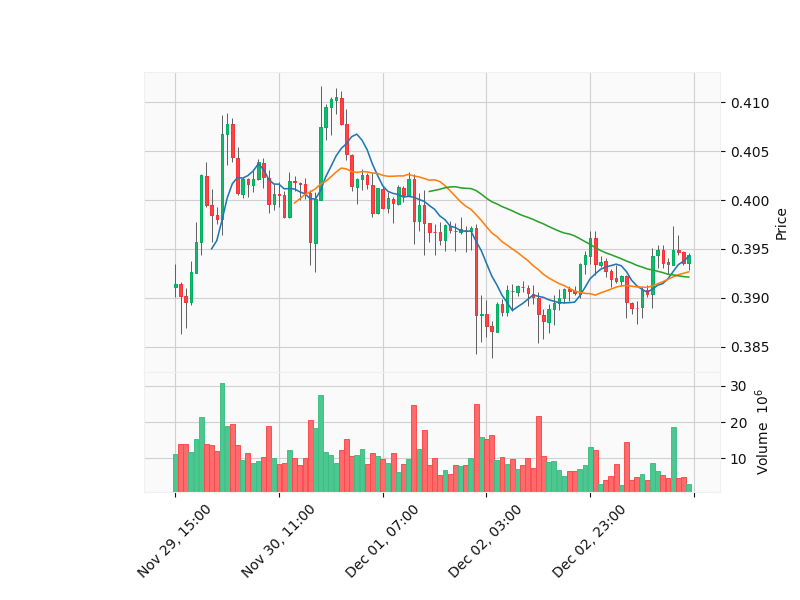 0.410
0.405
0.400
0.395
0.390
0.385
Price
30
20
10
Volume 10^6
Nov 29, 15:00
Nov 30, 11:00
Dec 01, 07:00
Dec 02, 03:00
Dec 02, 23:00